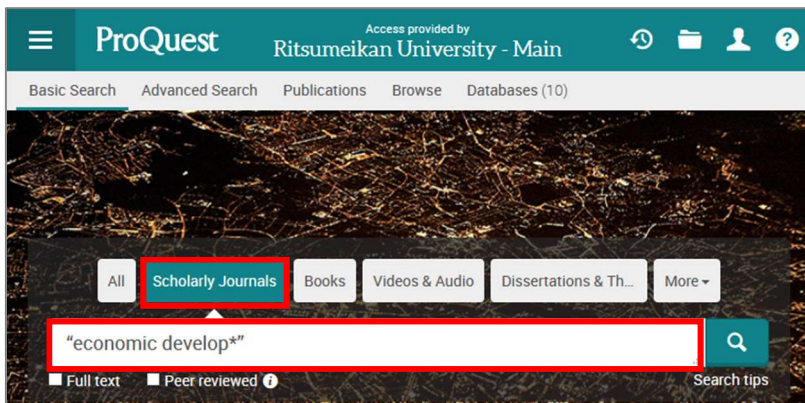 ProQuest
Access provided by
Ritsumeikan University - Main
Basic Search Advanced Search Publications Browse Databases (10)
All Scholarly Journals Books Videos & Audio Dissertations & Th... More
“economic develop*”
Full text Peer reviewed Search tips